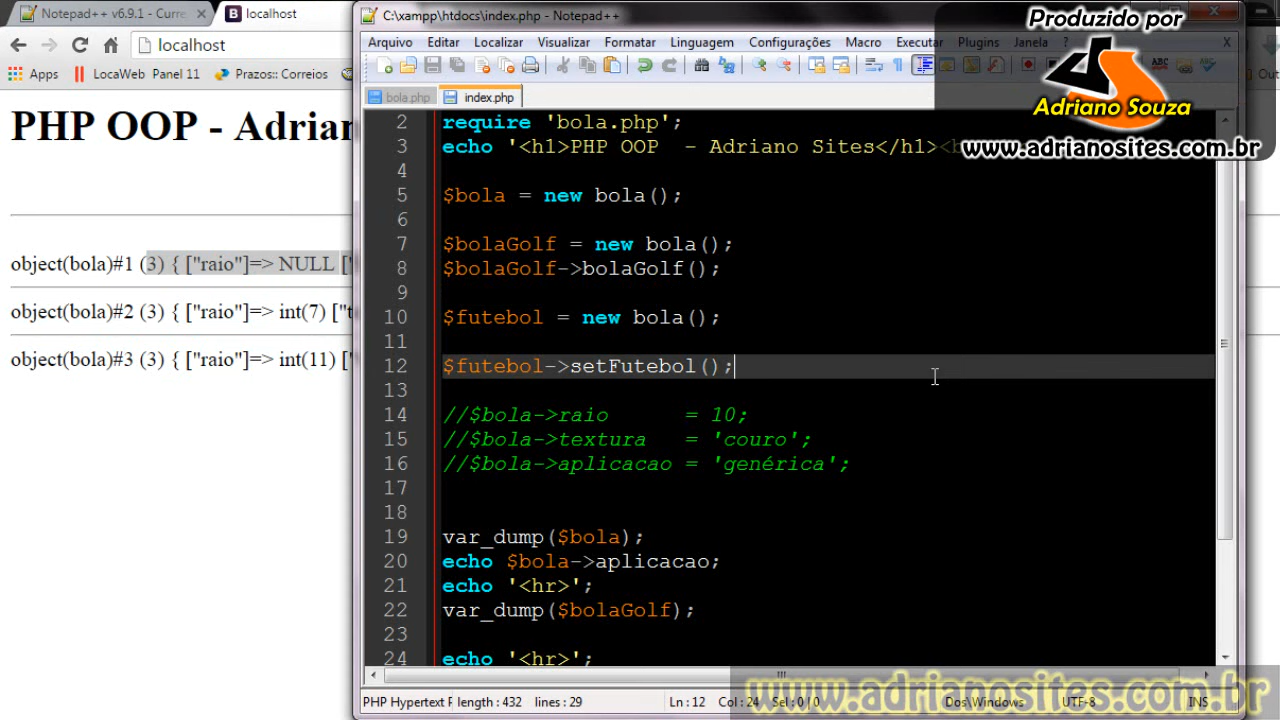 Notepad++ v6.9.1 - Curre
localhost
C:\xampp\htdocs\index.php - Notepad++
Produzido por
Adriano Souza
www.adrianosites.com.br
localhost
Apps LocaWeb Panel 11 Prazos:: Correios
Arquivo Editar Localizar Visualizar Formatar Linguagem Configurações Macro Executar Plugins Janela ? X
bola.php index.php
PHP OOP - Adrian
object(bola)#1 (3) { ["raio"]=> NULL ["
object(bola)#2 (3) { ["raio"]=> int(7) ["t
object(bola)#3 (3) { ["raio"]=> int(11) ["
2 require 'bola.php';
3 echo '<h1>PHP OOP  - Adriano Sites</h1><b
4
5 $bola = new bola();
6
7 $bolaGolf = new bola();
8 $bolaGolf->bolaGolf();
9
10 $futebol = new bola();
11
12 $futebol->setFutebol();
13
14 //$bola->raio      = 10;
15 //$bola->textura   = 'couro';
16 //$bola->aplicacao = 'genérica';
17
18
19 var_dump($bola);
20 echo $bola->aplicacao;
21 echo '<hr>';
22 var_dump($bolaGolf);
23
24 echo '<hr>';
PHP Hypertext F length : 432 lines : 29 Ln : 12 Col : 24 Sel : 0 | 0 Dos\Windows UTF-8 INS
www.adrianosites.com.br